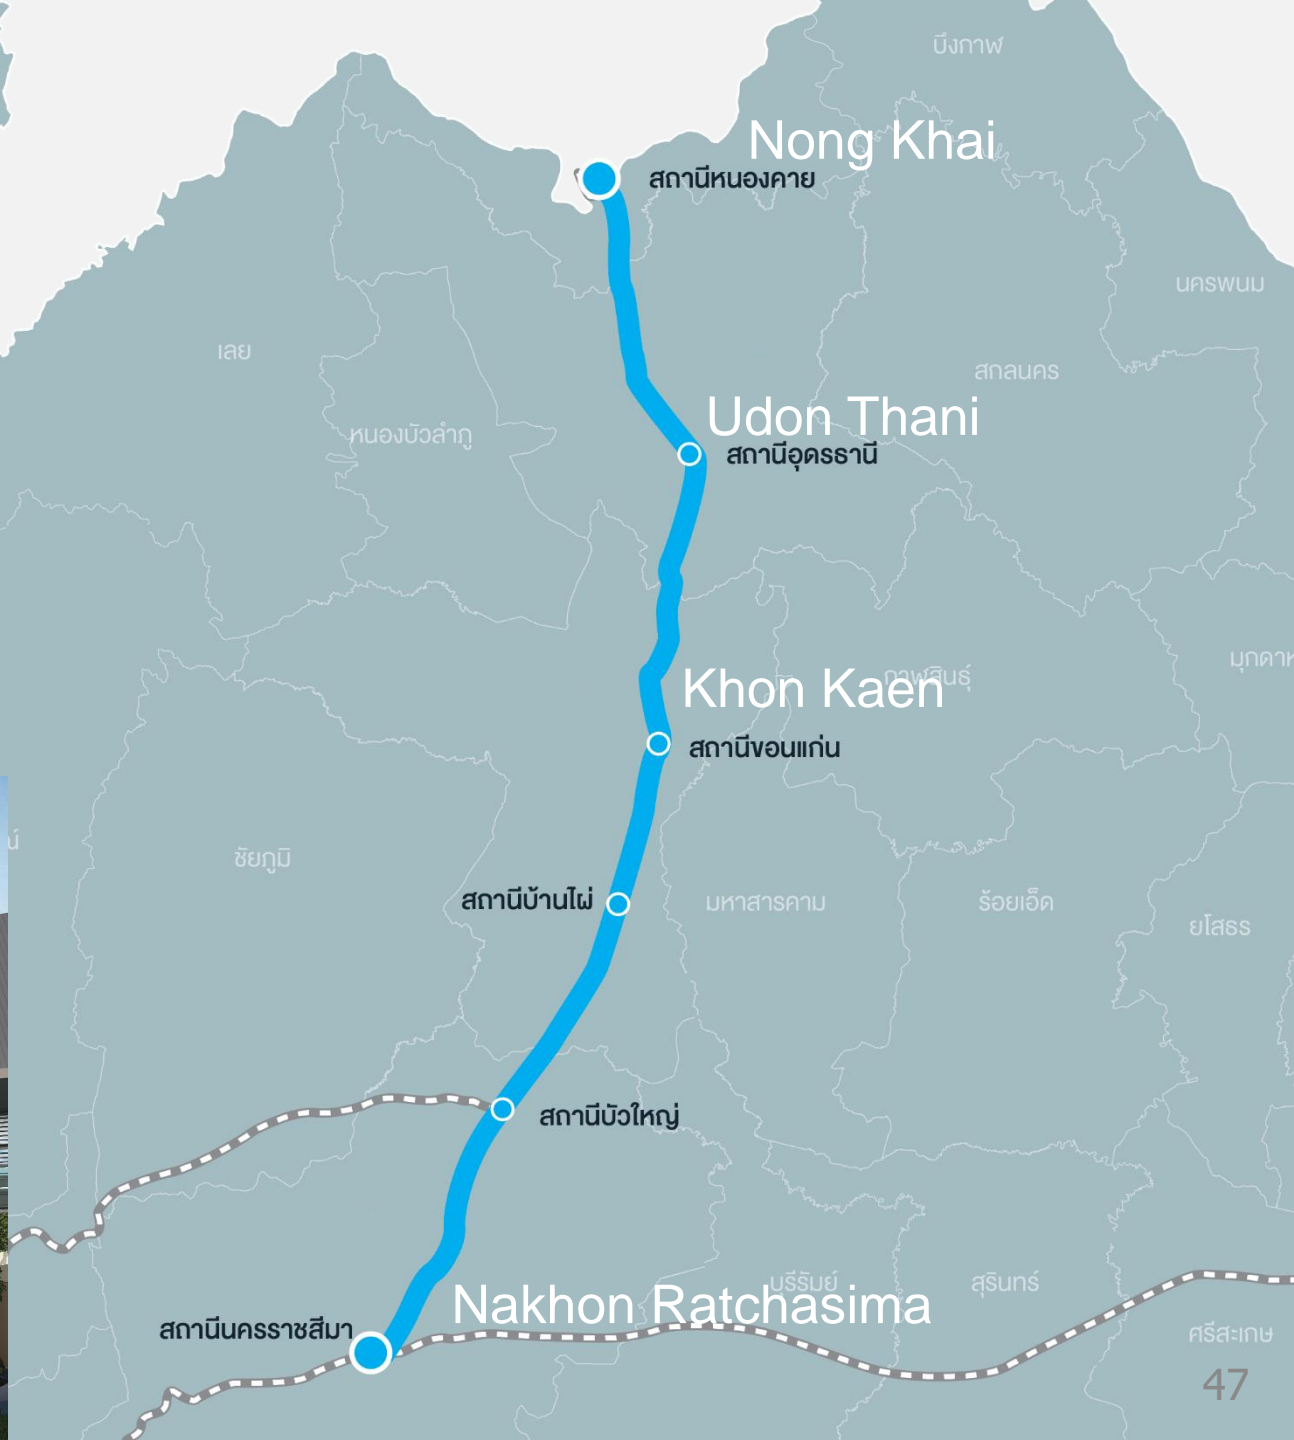 บึงกาฬ
Nong Khai
สถานีหนองคาย
นครพนม
เลย
สกลนคร
Udon Thani
หนองบัวลำภู
สถานีอุดรธานี
มุกดาห
กาฬสินธุ์
Khon Kaen
สถานีขอนแก่น
ณ์
ชัยภูมิ
สถานีบ้านไผ่
มหาสารคาม
ร้อยเอ็ด
ยโสธร
สถานีบัวใหญ่
บุรีรัมย์
สุรินทร์
Nakhon Ratchasima
สถานีนครราชสีมา
ศรีสะเกษ
47